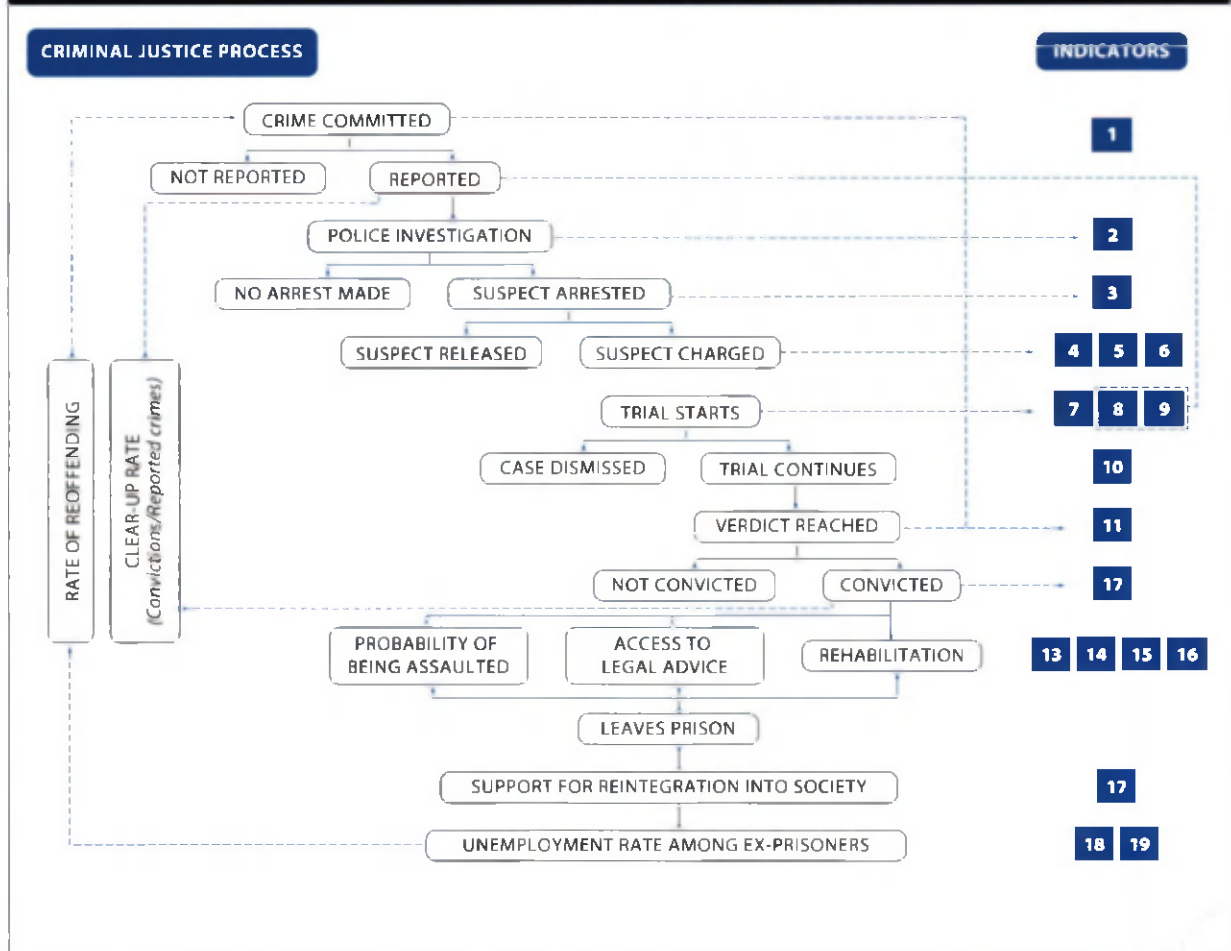 CRIMINAL JUSTICE PROCESS
INDICATORS
CRIME COMMITTED
1
NOT REPORTED
REPORTED
POLICE INVESTIGATION
2
NO ARREST MADE
SUSPECT ARRESTED
3
SUSPECT RELEASED
SUSPECT CHARGED
4 5 6
TRIAL STARTS
7 8 9
CASE DISMISSED
TRIAL CONTINUES
10
VERDICT REACHED
11
NOT CONVICTED
CONVICTED
17
RATE OF REOFFENDING
CLEAR-UP RATE
(Convictions/Reported crimes)
PROBABILITY OF
BEING ASSAULTED
ACCESS TO
LEGAL ADVICE
REHABILITATION
13 14 15 16
LEAVES PRISON
SUPPORT FOR REINTEGRATION INTO SOCIETY
17
UNEMPLOYMENT RATE AMONG EX-PRISONERS
18 19